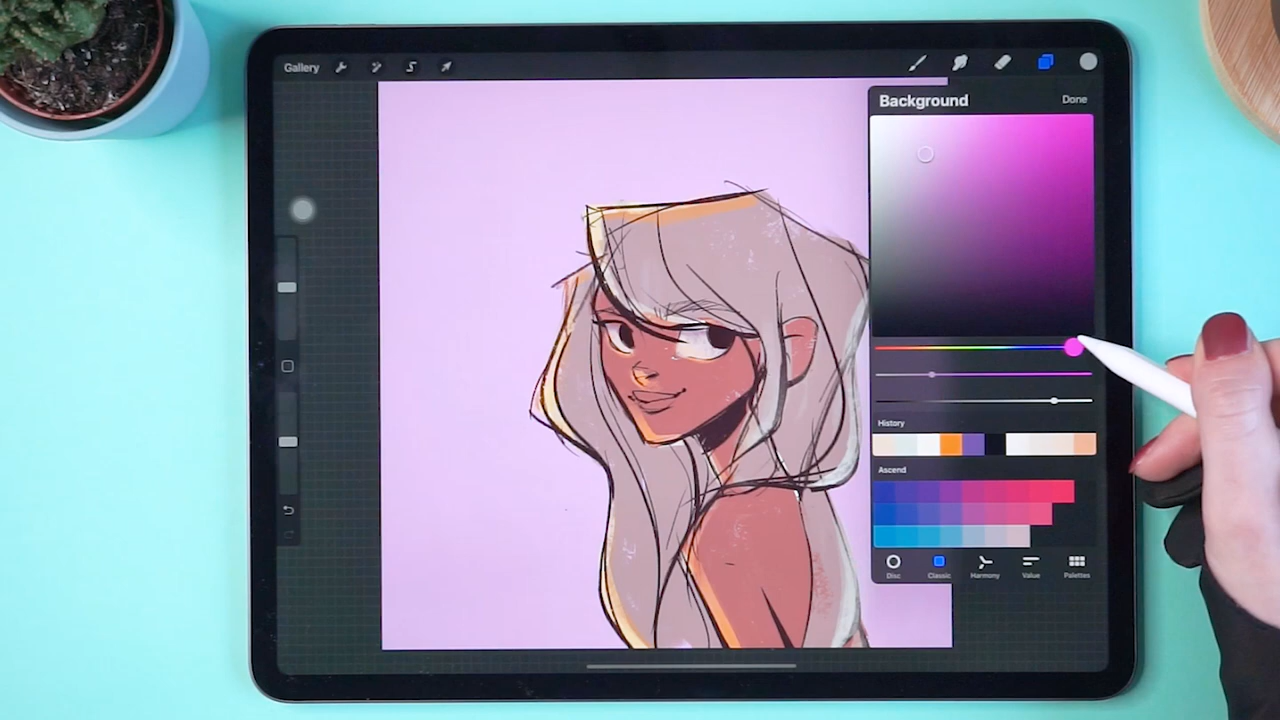 Gallery
Background
Done
History
Ascend
Disc
Classic
Harmony
Value
Palettes